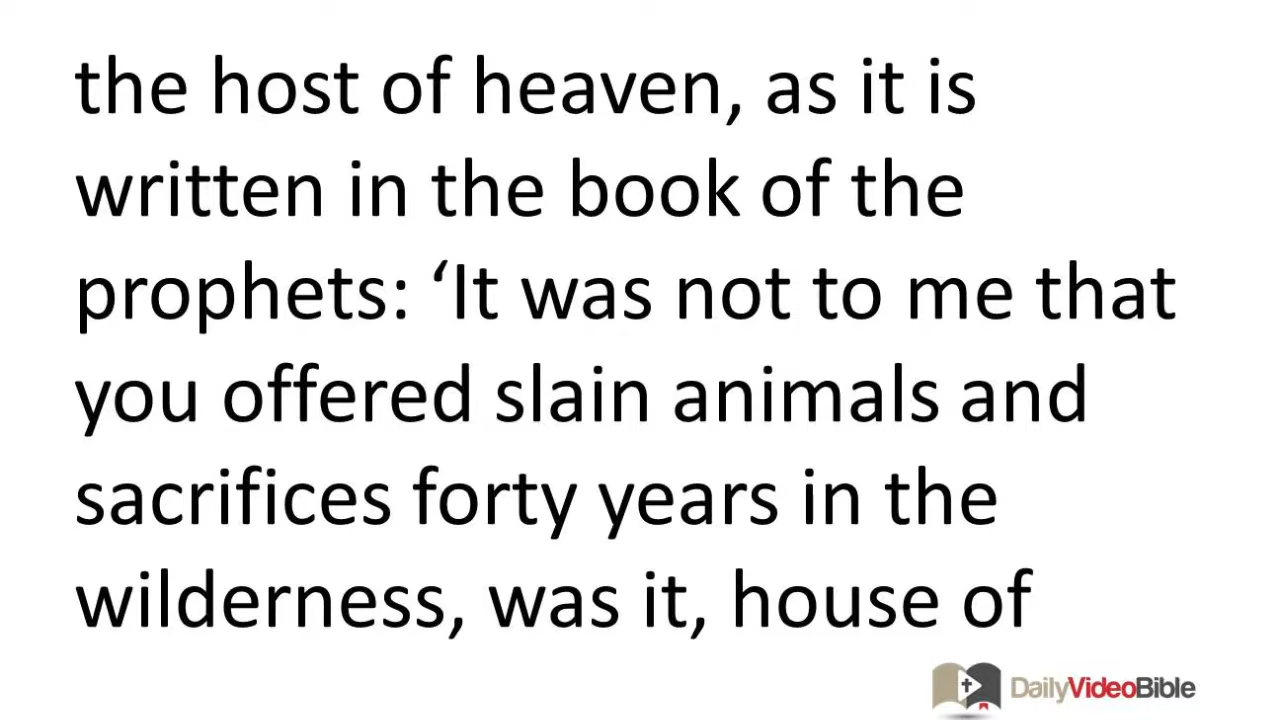 the host of heaven, as it is
written in the book of the
prophets: ‘It was not to me that
you offered slain animals and
sacrifices forty years in the
wilderness, was it, house of
DailyVideoBible